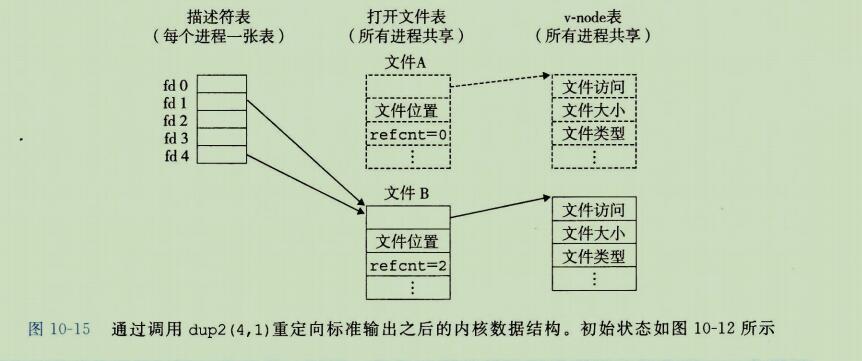 描述符表
（每个进程一张表）
打开文件表
（所有进程共享）
v-node表
（所有进程共享）
fd 0
fd 1
fd 2
fd 3
fd 4
文件A
文件位置
refcnt=0
⋮
文件访问
文件大小
文件类型
⋮
文件 B
文件位置
refcnt=2
⋮
文件访问
文件大小
文件类型
⋮
图 10-15 通过调用 dup2(4,1)重定向标准输出之后的内核数据结构。初始状态如图 10-12 所示